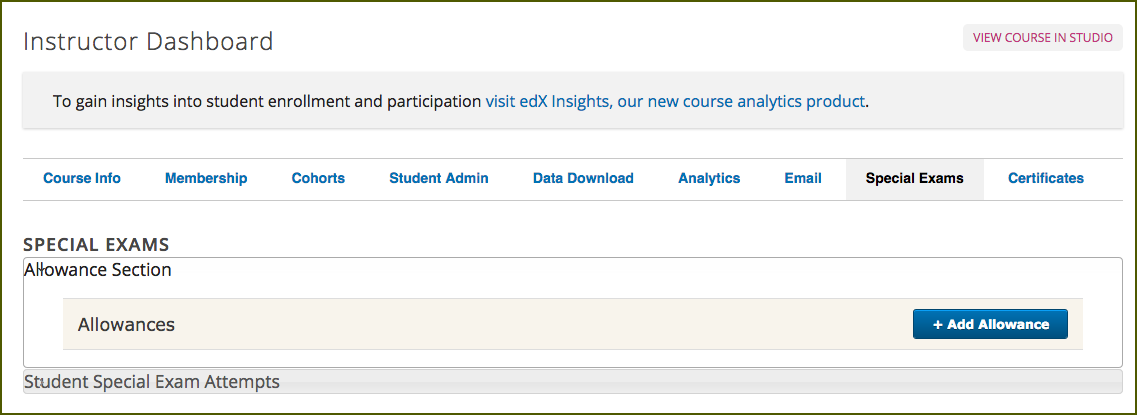 Instructor Dashboard
VIEW COURSE IN STUDIO
To gain insights into student enrollment and participation visit edX Insights, our new course analytics product.
Course Info Membership Cohorts Student Admin Data Download Analytics Email Special Exams Certificates
SPECIAL EXAMS
Allowance Section
Allowances
+ Add Allowance
Student Special Exam Attempts